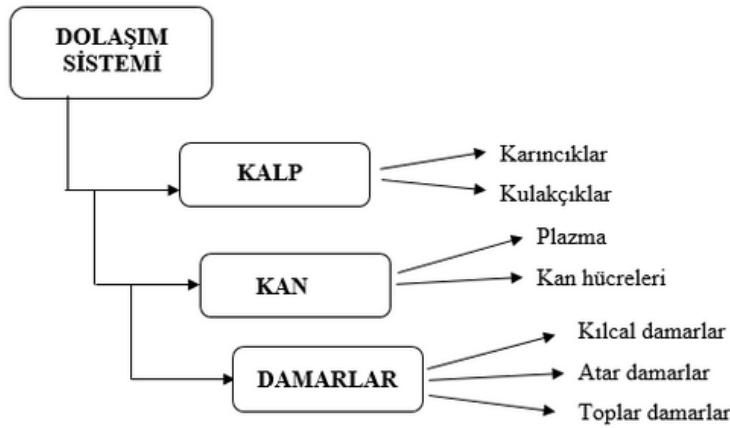 DOLAŞIM
SİSTEMİ
KALP
Karıncıklar
Kulakçıklar
KAN
Plazma
Kan hücreleri
DAMARLAR
Kılcal damarlar
Atar damarlar
Toplar damarlar